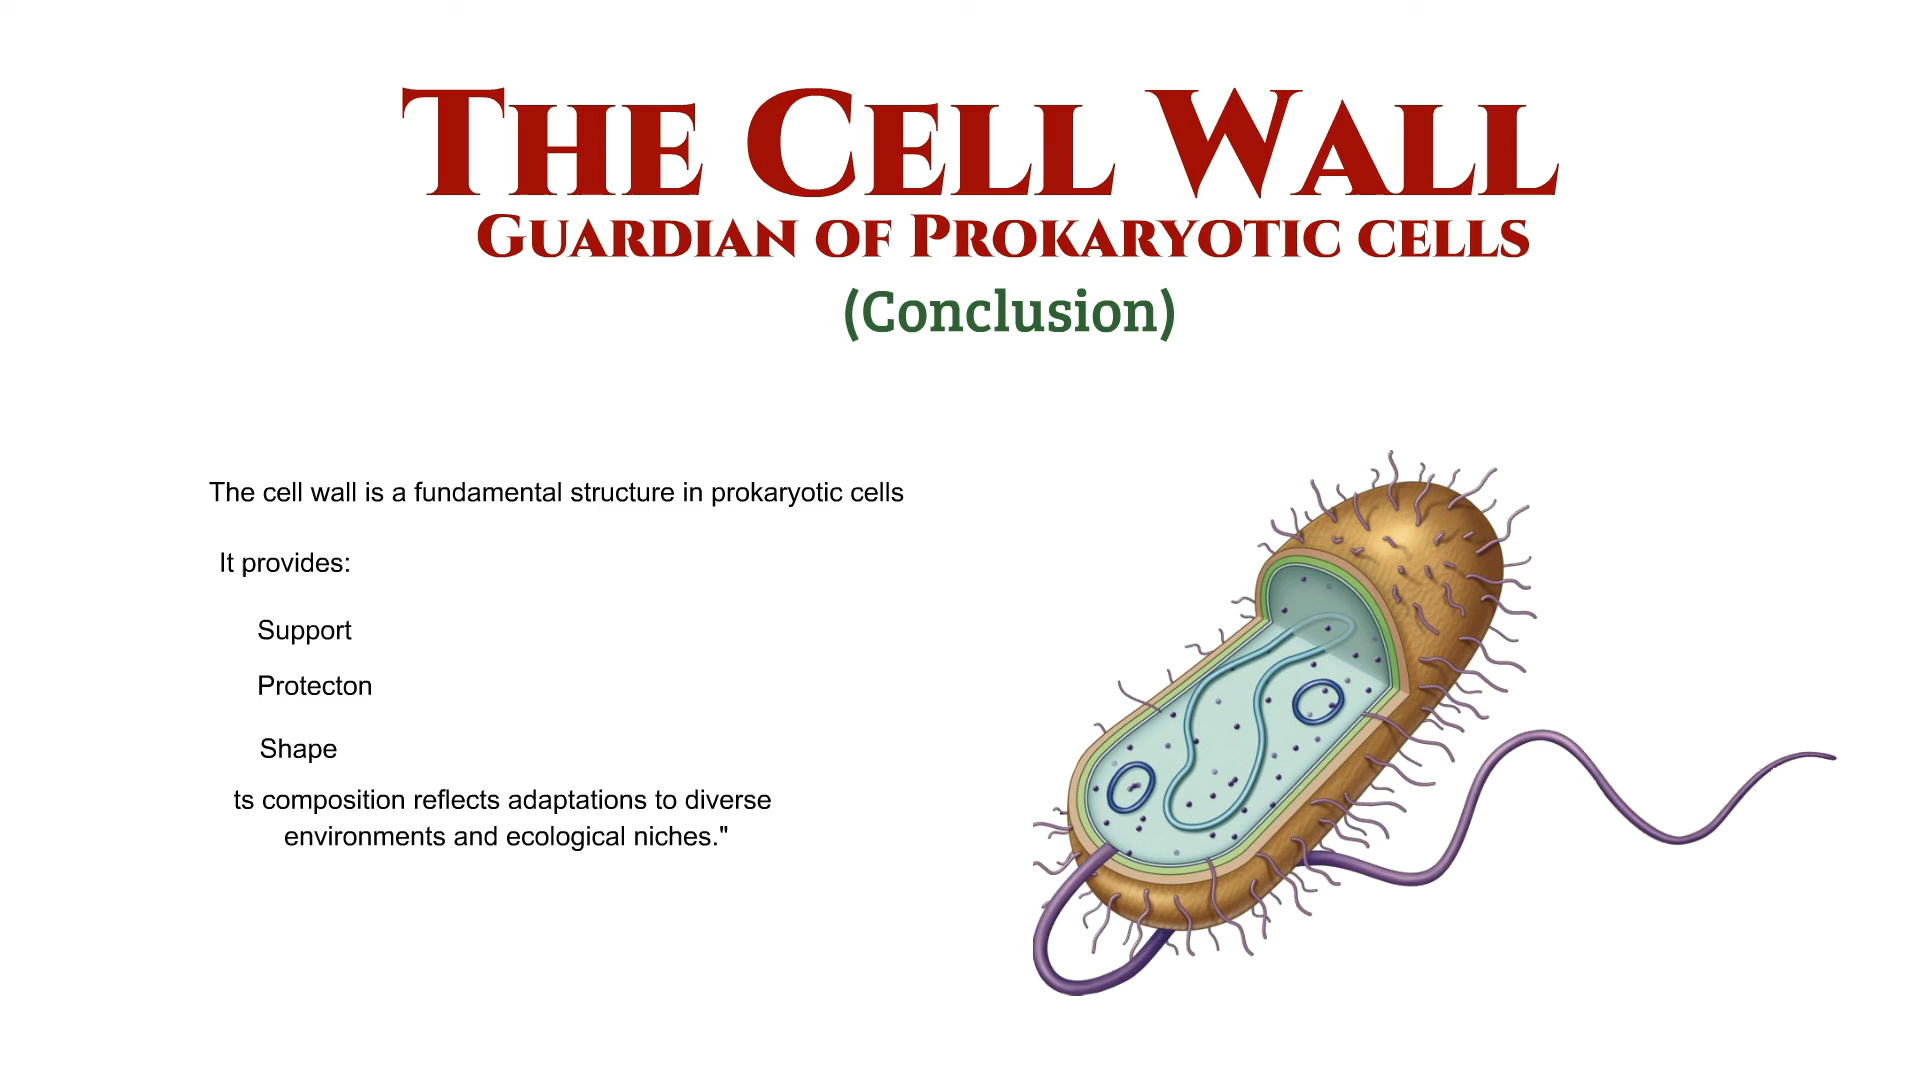 The Cell Wall
Guardian of Prokaryotic cells
(Conclusion)
The cell wall is a fundamental structure in prokaryotic cells
It provides:
Support
Protecton
Shape
ts composition reflects adaptations to diverse
environments and ecological niches."